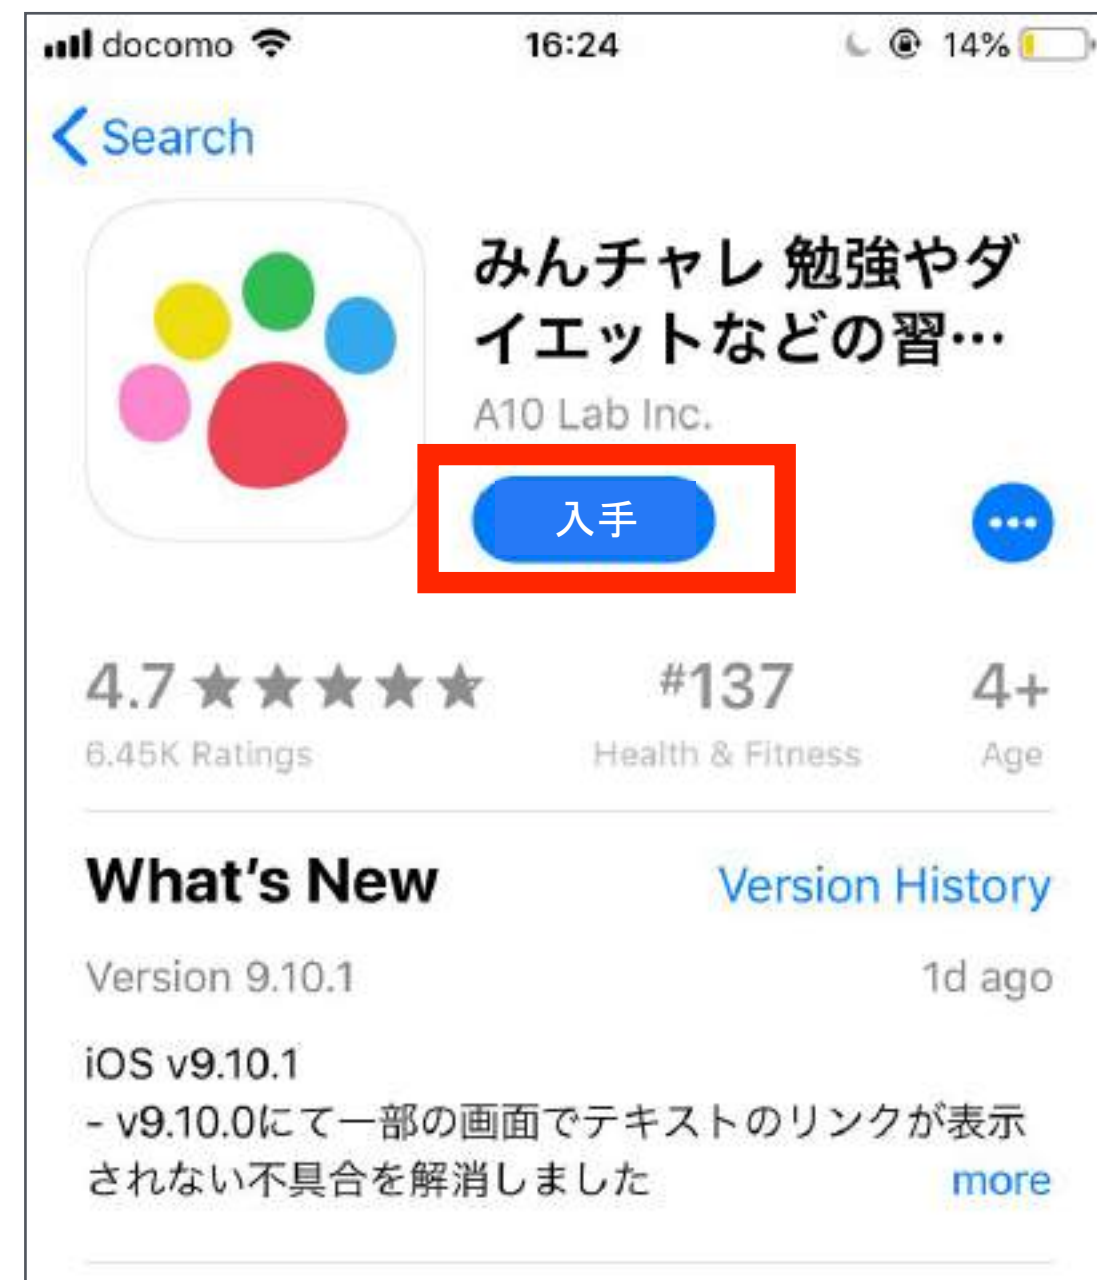 docomo 16:24 14%
Search
みんチャレ 勉強やダ
イエットなどの習…
A10 Lab Inc.
入手
4.7 #137 4+
6.45K Ratings Health & Fitness Age
What's New Version History
Version 9.10.1 1d ago
iOS v9.10.1
- v9.10.0にて一部の画面でテキストのリンクが表示
されない不具合を解消しました more